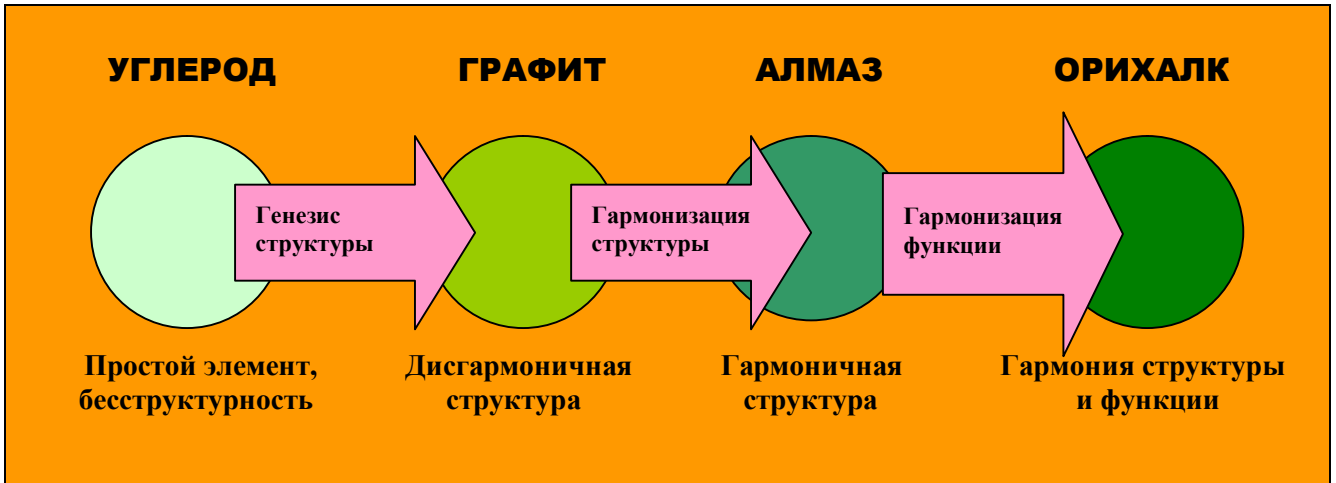 УГЛЕРОД
ГРАФИТ
АЛМАЗ
ОРИХАЛК
Генезис
структуры
Гармонизация
структуры
Гармонизация
функции
Простой элемент,
бесструктурность
Дисгармоничная
структура
Гармоничная
структура
Гармония структуры
и функции